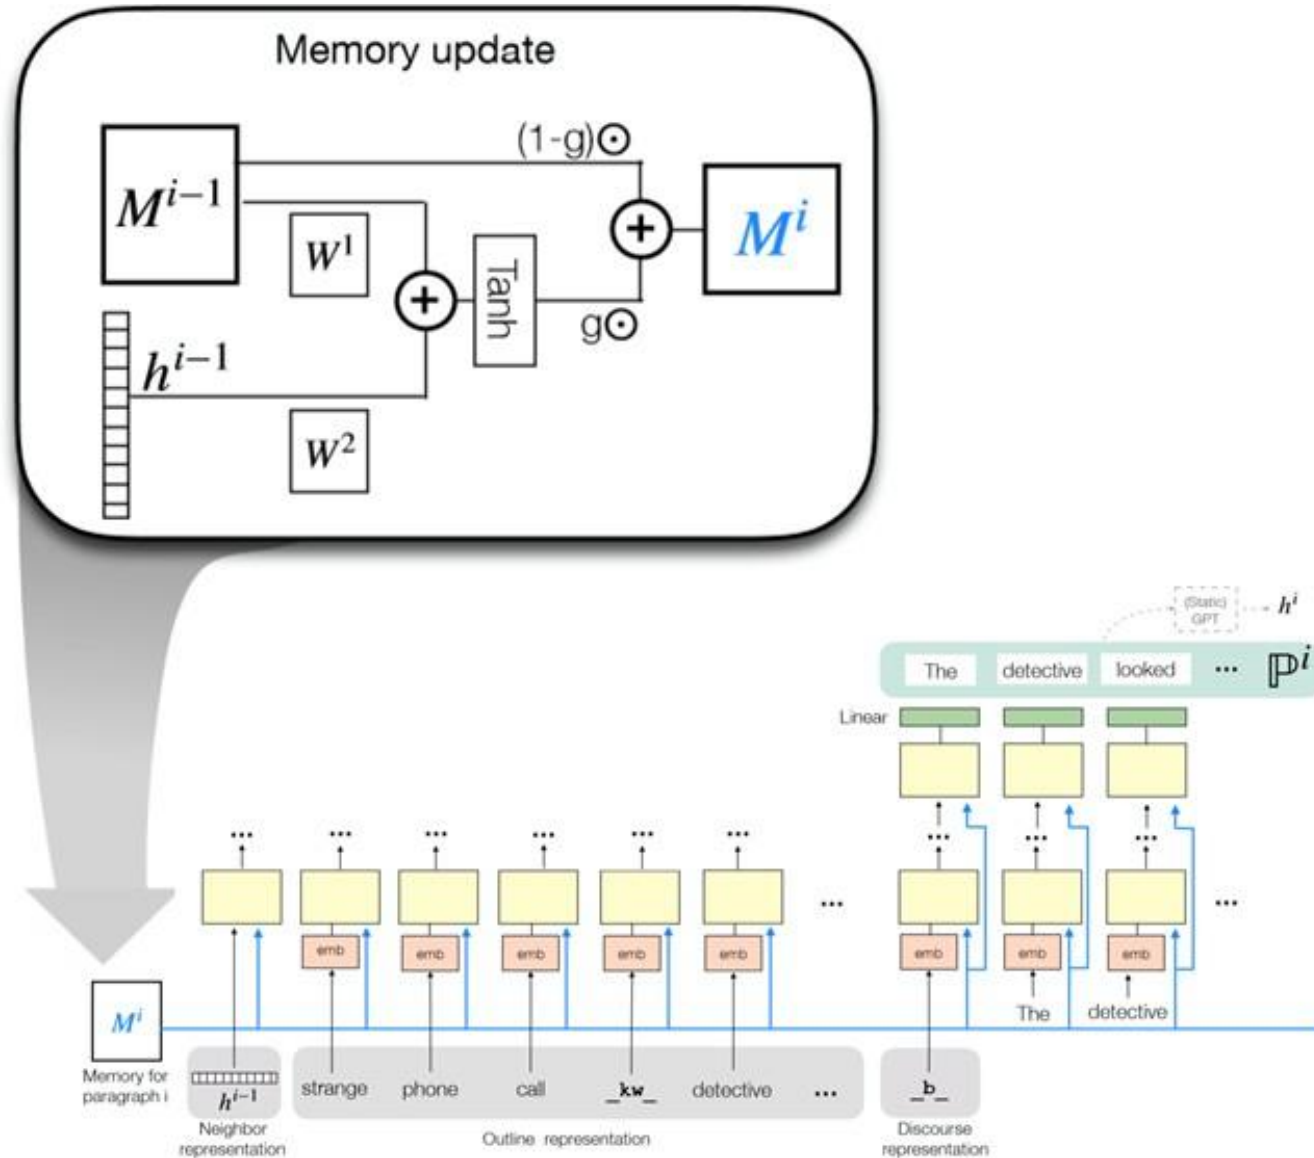 Memory update
(1-g)⊙
M^{i−1}
M^i
W^1
Tanh
g⊙
h^{i−1}
W^2
(Static)
GPT
h^i
The detective looked ... ℙ^i
Linear
... ... ... ... ... ... ... ... ...
emb emb emb emb emb ... emb emb emb ...
The detective
M^i
Memory for
paragraph i
h^{i−1}
strange phone call _kw_ detective ... _b_
Neighbor
representation
Outline representation
Discourse
representation